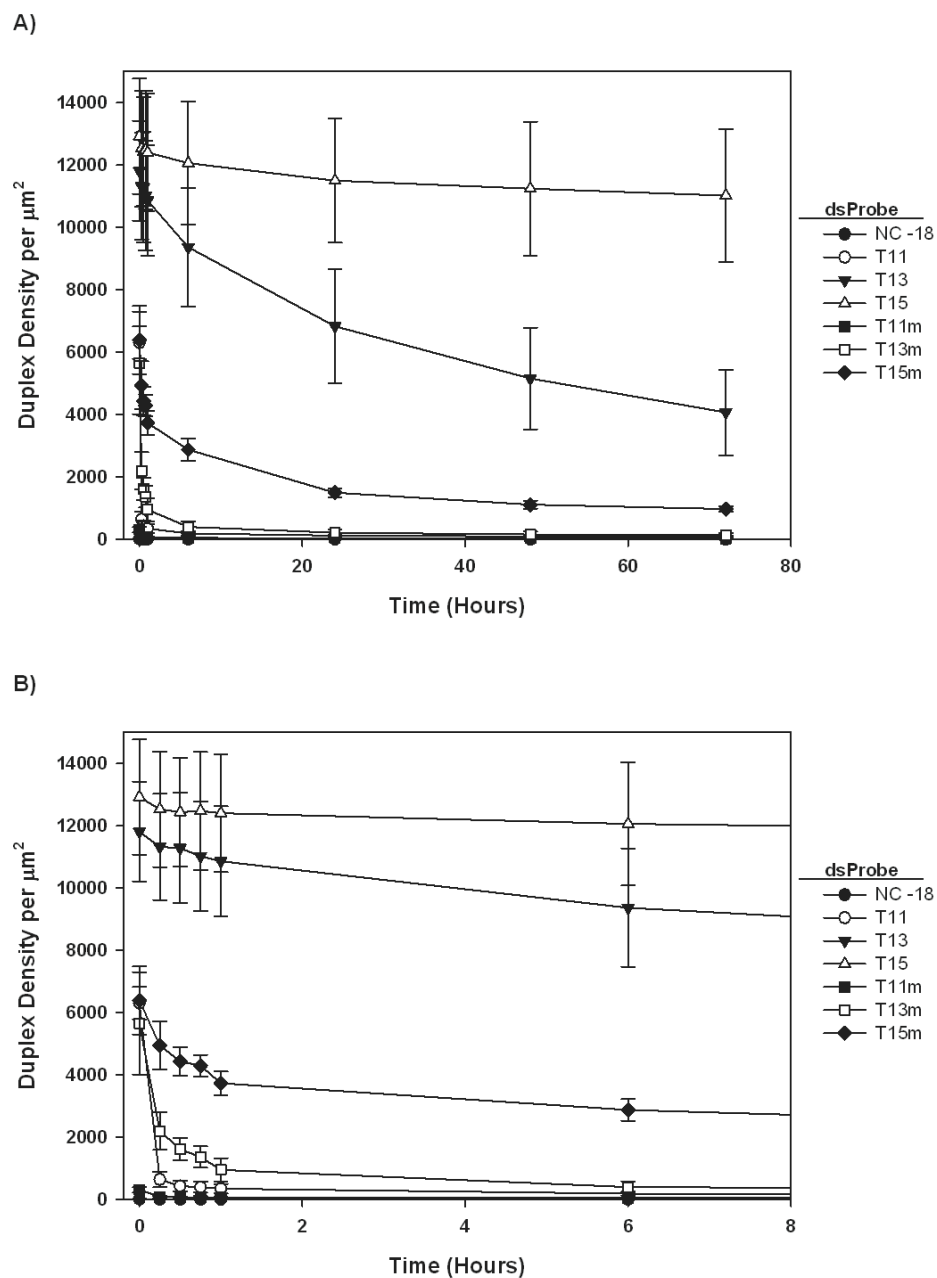 A)
14000
12000
10000
8000
6000
4000
2000
0
0 20 40 60 80
Duplex Density per µm²
Time (Hours)
dsProbe
NC -18
T11
T13
T15
T11m
T13m
T15m
B)
14000
12000
10000
8000
6000
4000
2000
0
0 2 4 6 8
Duplex Density per µm²
Time (Hours)
dsProbe
NC -18
T11
T13
T15
T11m
T13m
T15m